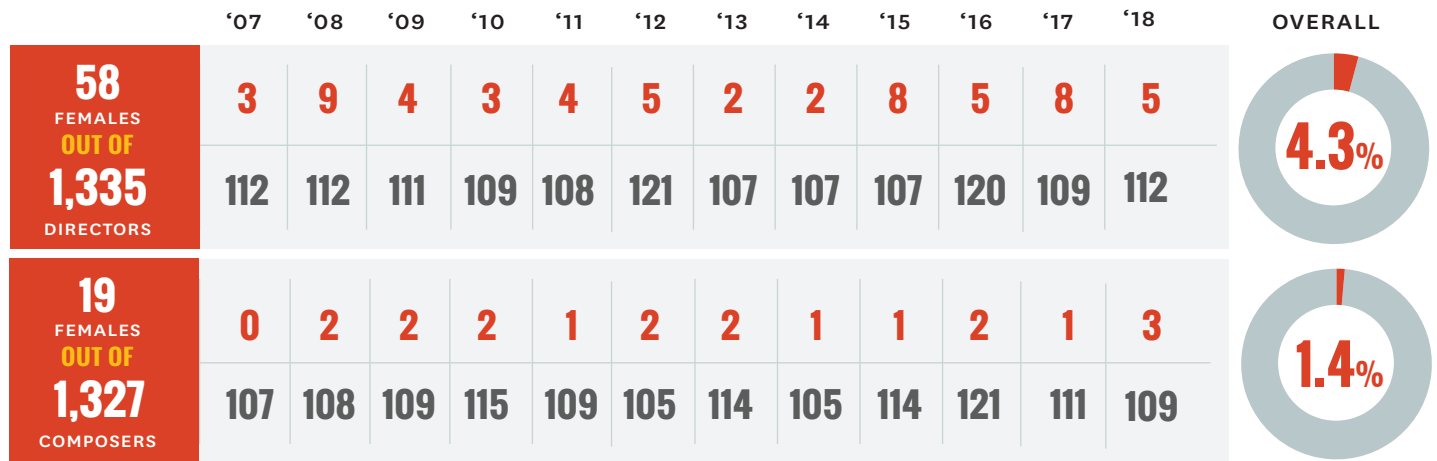 ‘07 ‘08 ‘09 ‘10 ‘11 ‘12 ‘13 ‘14 ‘15 ‘16 ‘17 ‘18 OVERALL
58
FEMALES
OUT OF
1,335
DIRECTORS
3 9 4 3 4 5 2 2 8 5 8 5
112 112 111 109 108 121 107 107 107 120 109 112
4.3%
19
FEMALES
OUT OF
1,327
COMPOSERS
0 2 2 2 1 2 2 1 1 2 1 3
107 108 109 115 109 105 114 105 114 121 111 109
1.4%